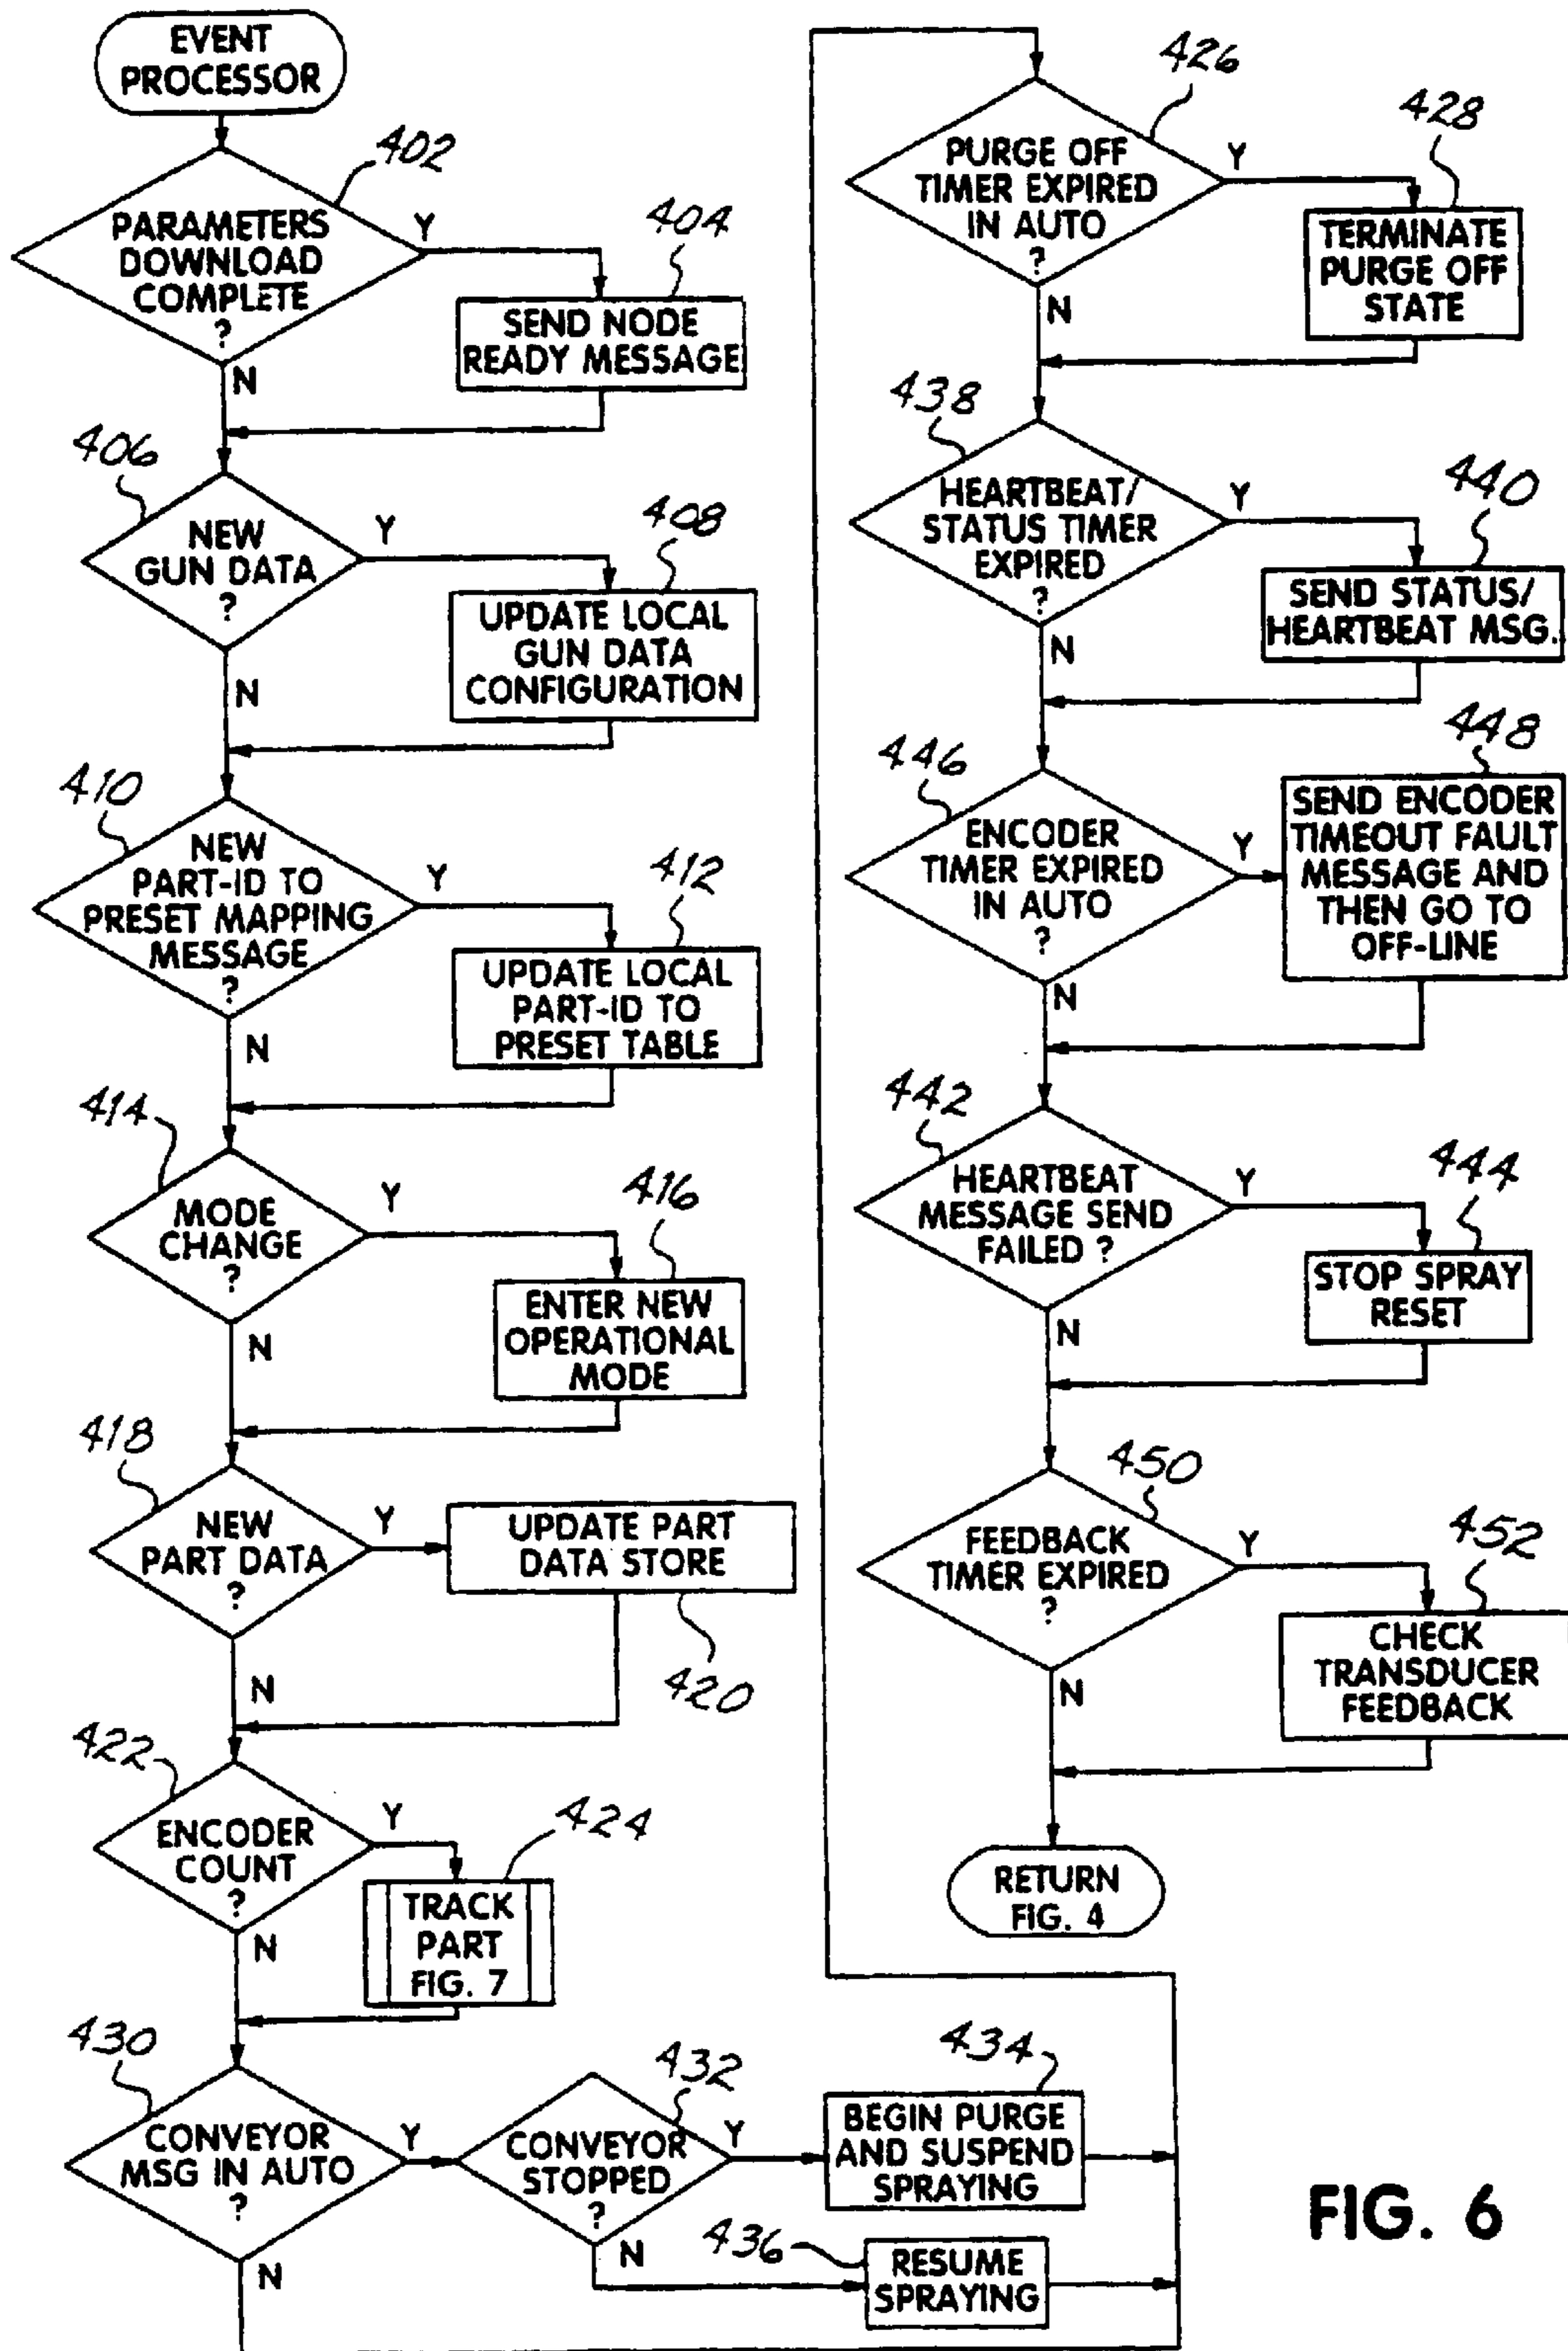 EVENT
PROCESSOR
402
PARAMETERS
DOWNLOAD
COMPLETE
?
Y
N
404
SEND NODE
READY MESSAGE
406
NEW
GUN DATA
?
Y
N
408
UPDATE LOCAL
GUN DATA
CONFIGURATION
410
NEW
PART-ID TO
PRESET MAPPING
MESSAGE
?
Y
N
412
UPDATE LOCAL
PART-ID TO
PRESET TABLE
414
MODE
CHANGE
?
Y
N
416
ENTER NEW
OPERATIONAL
MODE
418
NEW
PART DATA
?
Y
N
UPDATE PART
DATA STORE
420
422
ENCODER
COUNT
?
Y
N
424
TRACK
PART
FIG. 7
430
CONVEYOR
MSG IN AUTO
?
Y
N
432
CONVEYOR
STOPPED
?
Y
N
434
BEGIN PURGE
AND SUSPEND
SPRAYING
436
RESUME
SPRAYING
426
PURGE OFF
TIMER EXPIRED
IN AUTO
?
Y
N
428
TERMINATE
PURGE OFF
STATE
438
HEARTBEAT/
STATUS TIMER
EXPIRED
?
Y
N
440
SEND STATUS/
HEARTBEAT MSG.
446
ENCODER
TIMER EXPIRED
IN AUTO
?
Y
N
448
SEND ENCODER
TIMEOUT FAULT
MESSAGE AND
THEN GO TO
OFF-LINE
442
HEARTBEAT
MESSAGE SEND
FAILED ?
Y
N
444
STOP SPRAY
RESET
450
FEEDBACK
TIMER EXPIRED
?
Y
N
452
CHECK
TRANSDUCER
FEEDBACK
RETURN
FIG. 4
FIG. 6